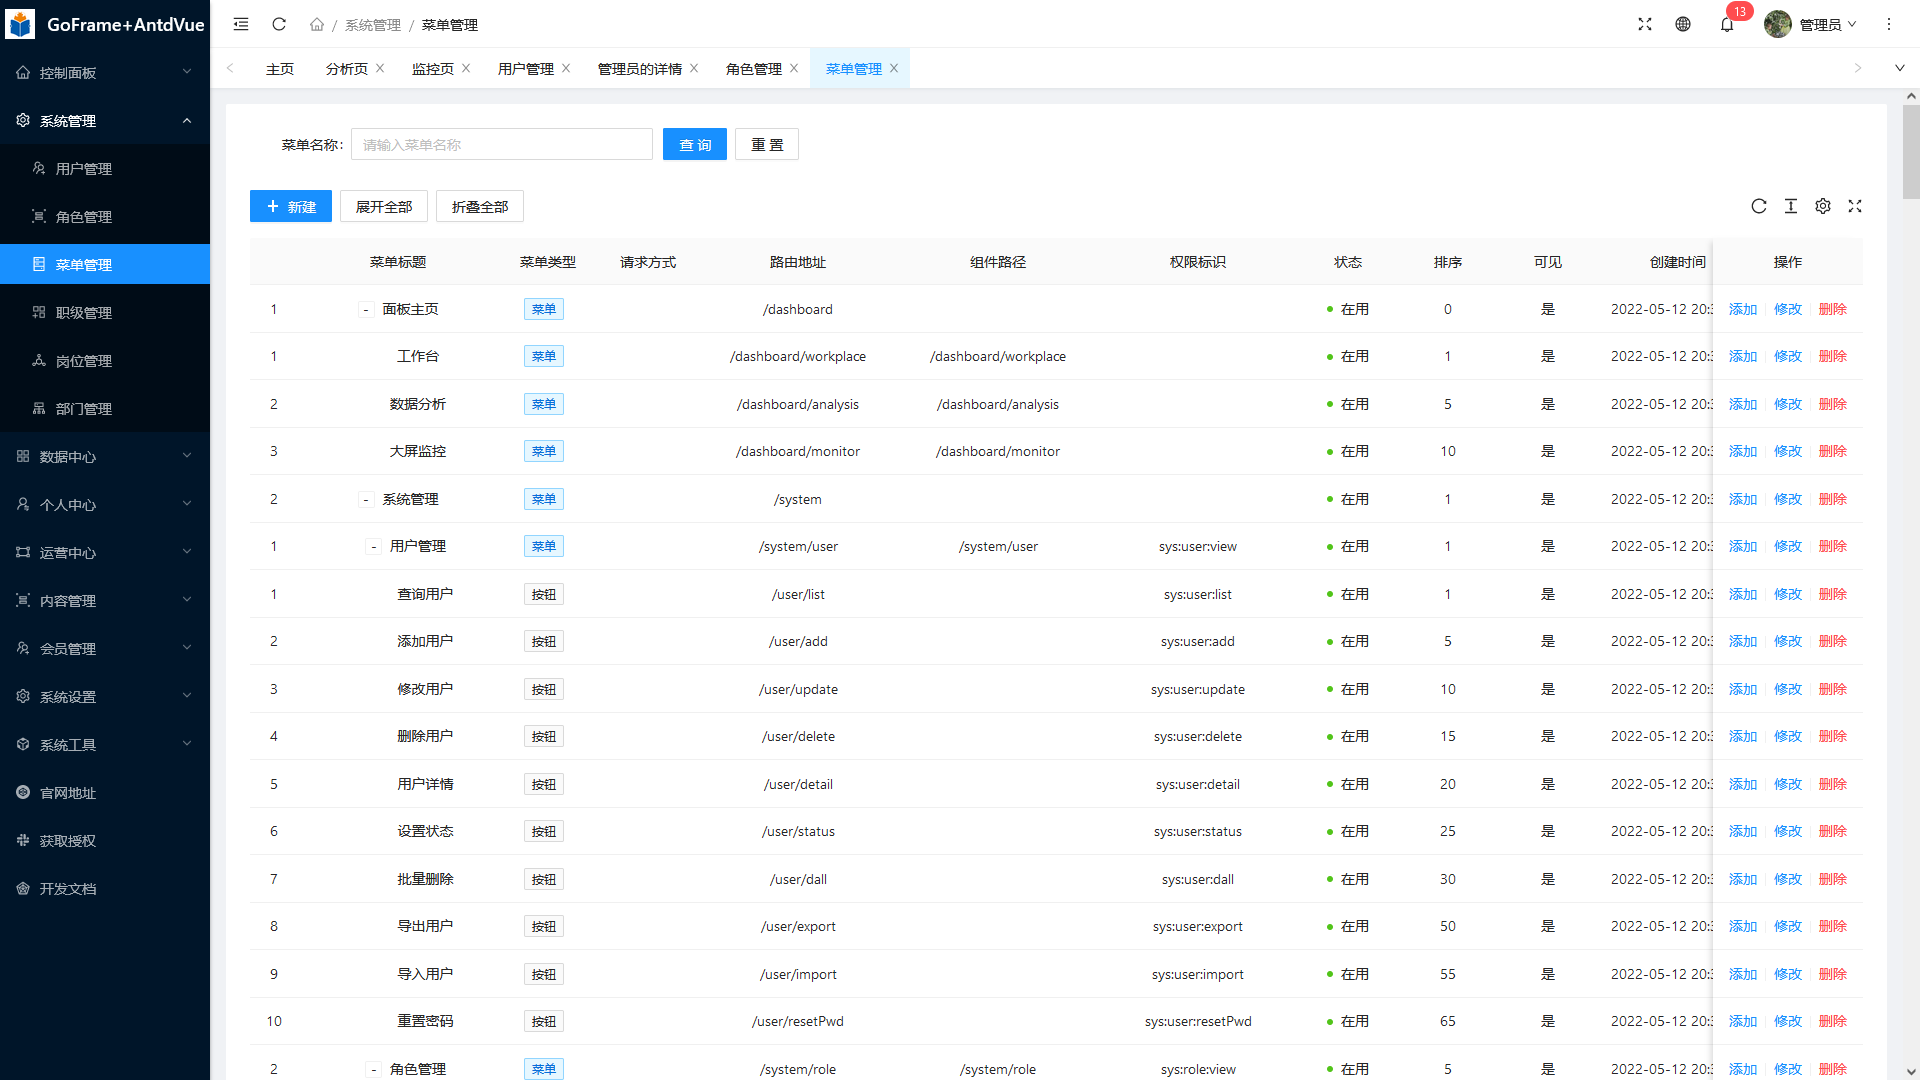 GoFrame+AntdVue
系统管理 / 菜单管理
13
管理员
主页 分析页 监控页 用户管理 管理员的详情 角色管理 菜单管理
控制面板
系统管理
用户管理
角色管理
菜单管理
职级管理
岗位管理
部门管理
数据中心
个人中心
运营中心
内容管理
会员管理
系统设置
系统工具
官网地址
获取授权
开发文档
菜单名称: 请输入菜单名称 查 询 重 置
+ 新建 展开全部 折叠全部
菜单标题 菜单类型 请求方式 路由地址 组件路径 权限标识 状态 排序 可见 创建时间 操作
1 - 面板主页 菜单 /dashboard 在用 0 是 2022-05-12 20: 添加 修改 删除
1 工作台 菜单 /dashboard/workplace /dashboard/workplace 在用 1 是 2022-05-12 20: 添加 修改 删除
2 数据分析 菜单 /dashboard/analysis /dashboard/analysis 在用 5 是 2022-05-12 20: 添加 修改 删除
3 大屏监控 菜单 /dashboard/monitor /dashboard/monitor 在用 10 是 2022-05-12 20: 添加 修改 删除
2 - 系统管理 菜单 /system 在用 1 是 2022-05-12 20: 添加 修改 删除
1 - 用户管理 菜单 /system/user /system/user sys:user:view 在用 1 是 2022-05-12 20: 添加 修改 删除
1 查询用户 按钮 /user/list sys:user:list 在用 1 是 2022-05-12 20: 添加 修改 删除
2 添加用户 按钮 /user/add sys:user:add 在用 5 是 2022-05-12 20: 添加 修改 删除
3 修改用户 按钮 /user/update sys:user:update 在用 10 是 2022-05-12 20: 添加 修改 删除
4 删除用户 按钮 /user/delete sys:user:delete 在用 15 是 2022-05-12 20: 添加 修改 删除
5 用户详情 按钮 /user/detail sys:user:detail 在用 20 是 2022-05-12 20: 添加 修改 删除
6 设置状态 按钮 /user/status sys:user:status 在用 25 是 2022-05-12 20: 添加 修改 删除
7 批量删除 按钮 /user/dall sys:user:dall 在用 30 是 2022-05-12 20: 添加 修改 删除
8 导出用户 按钮 /user/export sys:user:export 在用 50 是 2022-05-12 20: 添加 修改 删除
9 导入用户 按钮 /user/import sys:user:import 在用 55 是 2022-05-12 20: 添加 修改 删除
10 重置密码 按钮 /user/resetPwd sys:user:resetPwd 在用 65 是 2022-05-12 20: 添加 修改 删除
2 - 角色管理 菜单 /system/role /system/role sys:role:view 在用 5 是 2022-05-12 20: 添加 修改 删除